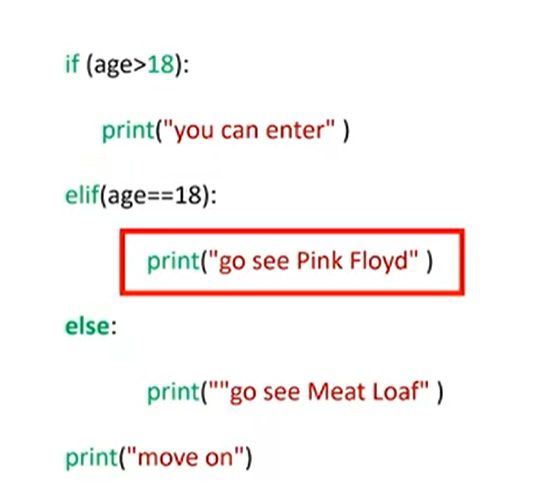 if (age>18):
print("you can enter" )
elif(age==18):
print("go see Pink Floyd" )
else:
print(""go see Meat Loaf" )
print("move on")